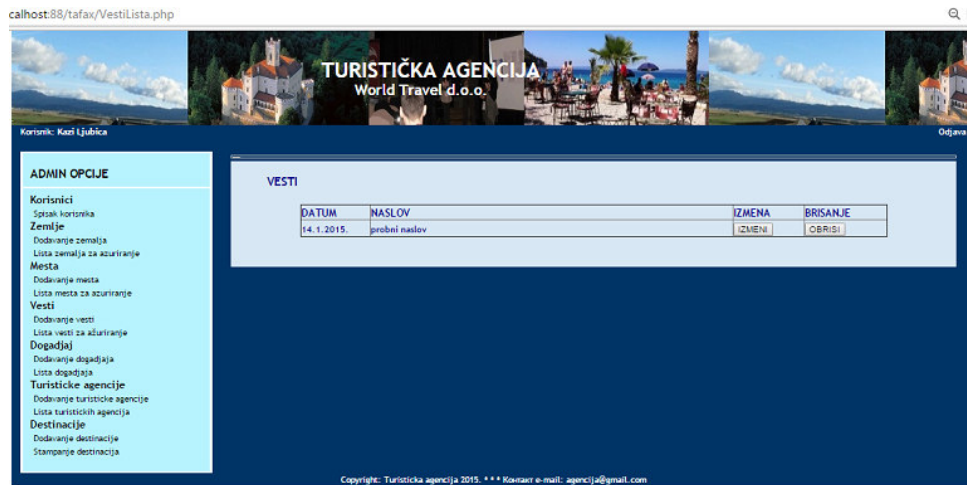 calhost:88/tafax/VestiLista.php
TURISTIČKA AGENCIJA
World Travel d.o.o.
Korisnik: Kazi Ljubica
Odjava
ADMIN OPCIJE
Korisnici
Spisak korisnika
Zemlje
Dodavanje zemalja
Lista zemalja za azuriranje
Mesta
Dodavanje mesta
Lista mesta za azuriranje
Vesti
Dodavanje vesti
Lista vesti za ažuriranje
Dogadjaj
Dodavanje dogadjaja
Lista dogadjaja
Turisticke agencije
Dodavanje turisticke agencije
Lista turistickih agencija
Destinacije
Dodavanje destinacije
Stampanje destinacija
VESTI
DATUM NASLOV IZMENA BRISANJE
14.1.2015. probni naslov IZMENI OBRISI
Copyright: Turisticka agencija 2015. * * * Контакт e-mail: agencija@gmail.com